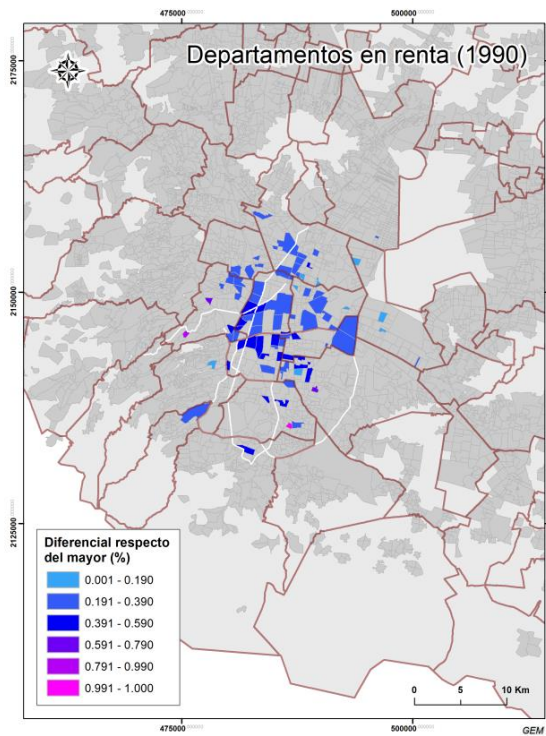 475000
500000
Departamentos en renta (1990)
2175000
2150000
2125000
Diferencial respecto
del mayor (%)
0.001 - 0.190
0.191 - 0.390
0.391 - 0.590
0.591 - 0.790
0.791 - 0.990
0.991 - 1.000
0 5 10 Km
475000
500000
GEM